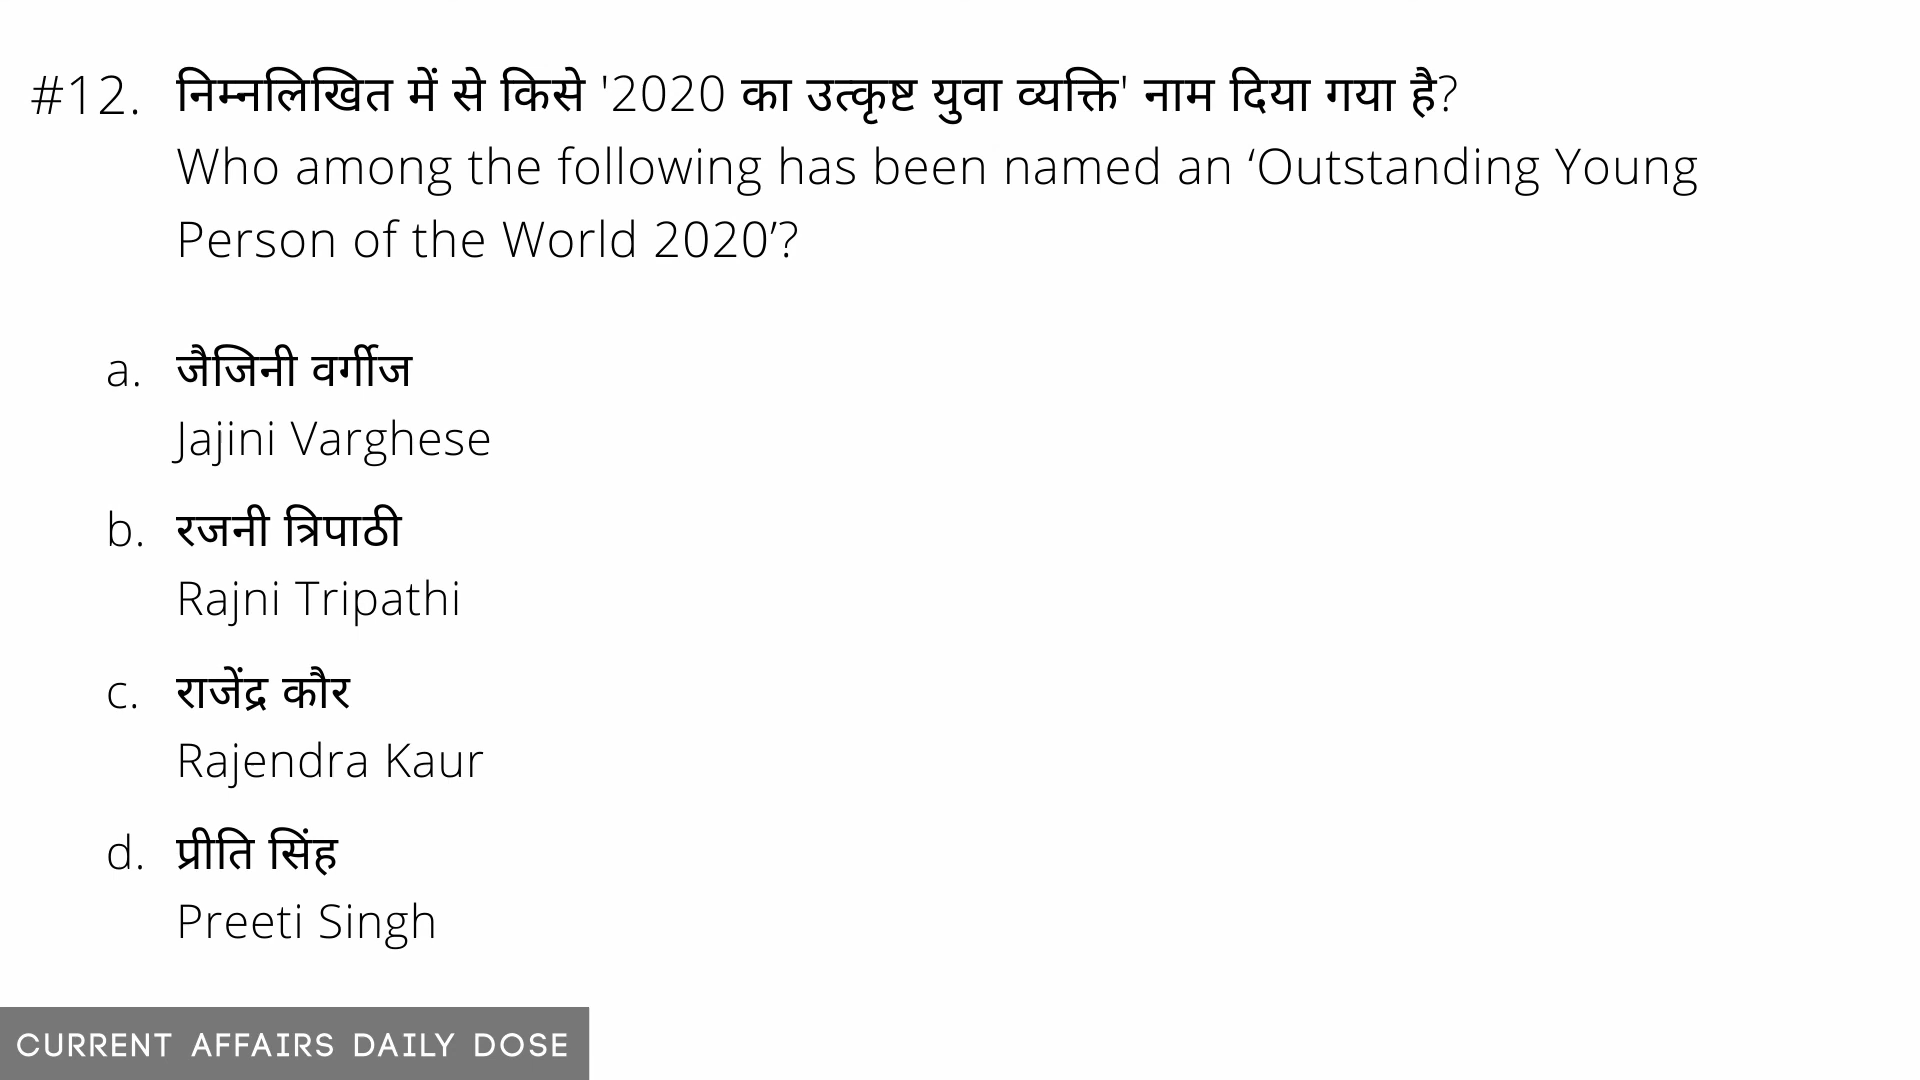 #12. निम्नलिखित में से किसे '2020 का उत्कृष्ट युवा व्यक्ति' नाम दिया गया है?
Who among the following has been named an ‘Outstanding Young
Person of the World 2020’?
a. जैजिनी वर्गीज
Jajini Varghese
b. रजनी त्रिपाठी
Rajni Tripathi
c. राजेंद्र कौर
Rajendra Kaur
d. प्रीति सिंह
Preeti Singh
CURRENT AFFAIRS DAILY DOSE